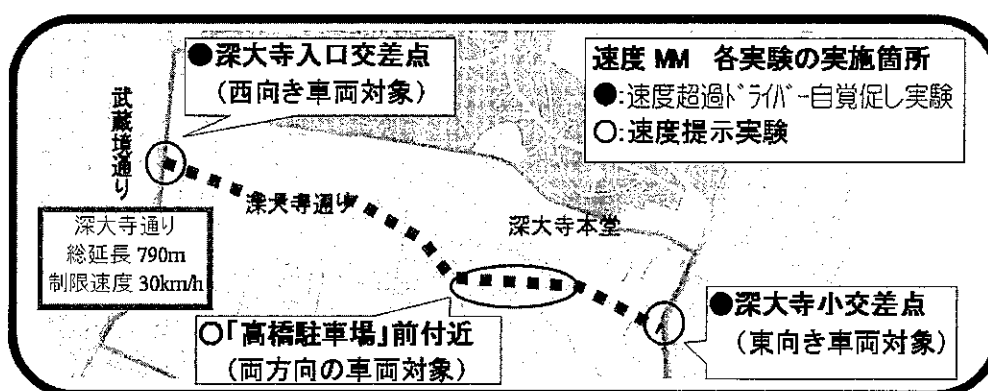 ●深大寺入口交差点
(西向き車両対象)
速度 MM 各実験の実施箇所
●:速度超過ドライバー自覚促し実験
○:速度提示実験
武蔵境通り
深大寺通り
深大寺本堂
深大寺通り
総延長 790m
制限速度 30km/h
○「高橋駐車場」前付近
(両方向の車両対象)
●深大寺小交差点
(東向き車両対象)